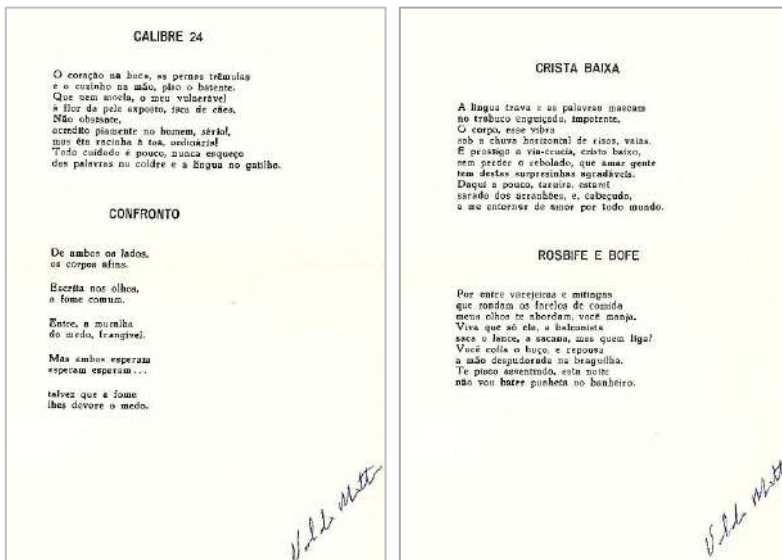 CALIBRE 24
O coração na boca, as pernas trêmulas
e o cuzinho na mão, piso o batente.
Que nem moela, o meu vulnerável
à flor da pele exposto, isca de cães.
Não obstante,
acredito piamente no homem, sério!,
mas êta racinha à toa, ordinária!
Todo cuidado é pouco, nunca esqueço
das palavras no coldre e a língua no gatilho.
CONFRONTO
De ambos os lados,
os corpos afins.
Escrita nos olhos,
a fome comum.
Entre, a muralha
do medo, frangível.
Mas ambos esperam
esperam esperam...
talvez que a fome
lhes devore o medo.
CRISTA BAIXA
A língua trava e as palavras mascam
no trabuco enguiçado, impotente.
O corpo, esse vibra
sob a chuva horizontal de risos, vaias.
E prossigo a via-crucis, cristo baixo,
sem perder o rebolado, que amar gente
tem destas surpresinhas agradáveis.
Daqui a pouco, taruíra, estarei
sarado dos arranhões, e, cabeçudo,
a me entornar de amor por todo mundo.
ROSBIFE E BOFE
Por entre varejeiras e mitingas
que rondam os farelos de comida
meus olhos te abordam, você manja.
Viva que só ela, a balconista
saca o lance, a sacana, mas quem liga?
Você cofia o buço, e repousa
a mão despudorada na braguilha.
Te pisco assentindo, esta noite
não vou bater punheta no banheiro.